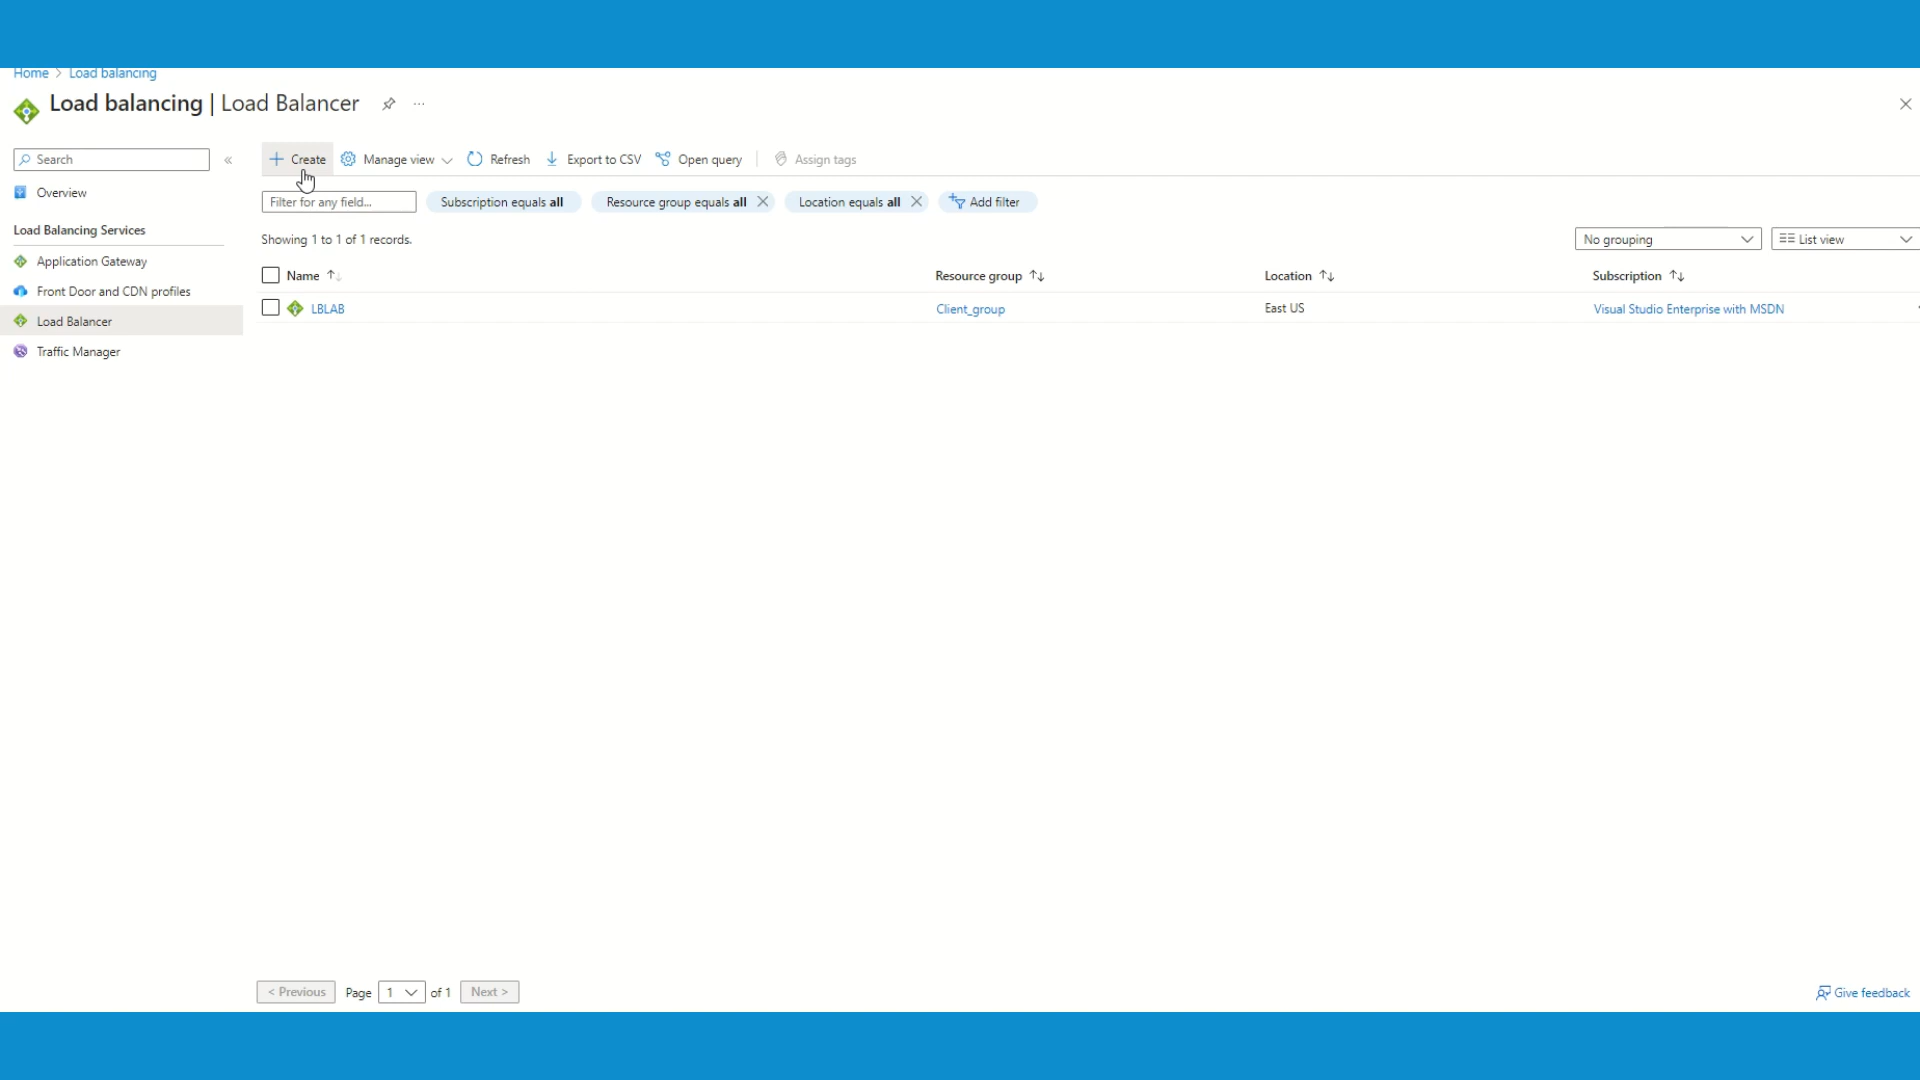 Home > Load balancing
Load balancing | Load Balancer ...
Search «
+ Create Manage view Refresh Export to CSV Open query | Assign tags
Overview
Filter for any field... Subscription equals all Resource group equals all Location equals all Add filter
Load Balancing Services
Showing 1 to 1 of 1 records. No grouping List view
Application Gateway
Name Resource group Location Subscription
Front Door and CDN profiles
LBLAB Client_group East US Visual Studio Enterprise with MSDN
Load Balancer
Traffic Manager
< Previous Page 1 of 1 Next > Give feedback